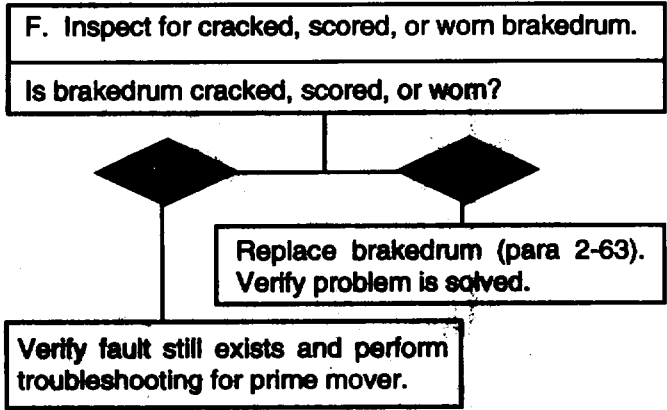 F. Inspect for cracked, scored, or worn brakedrum.
Is brakedrum cracked, scored, or worn?
Replace brakedrum (para 2-63).
Verify problem is solved.
Verify fault still exists and perform
troubleshooting for prime mover.